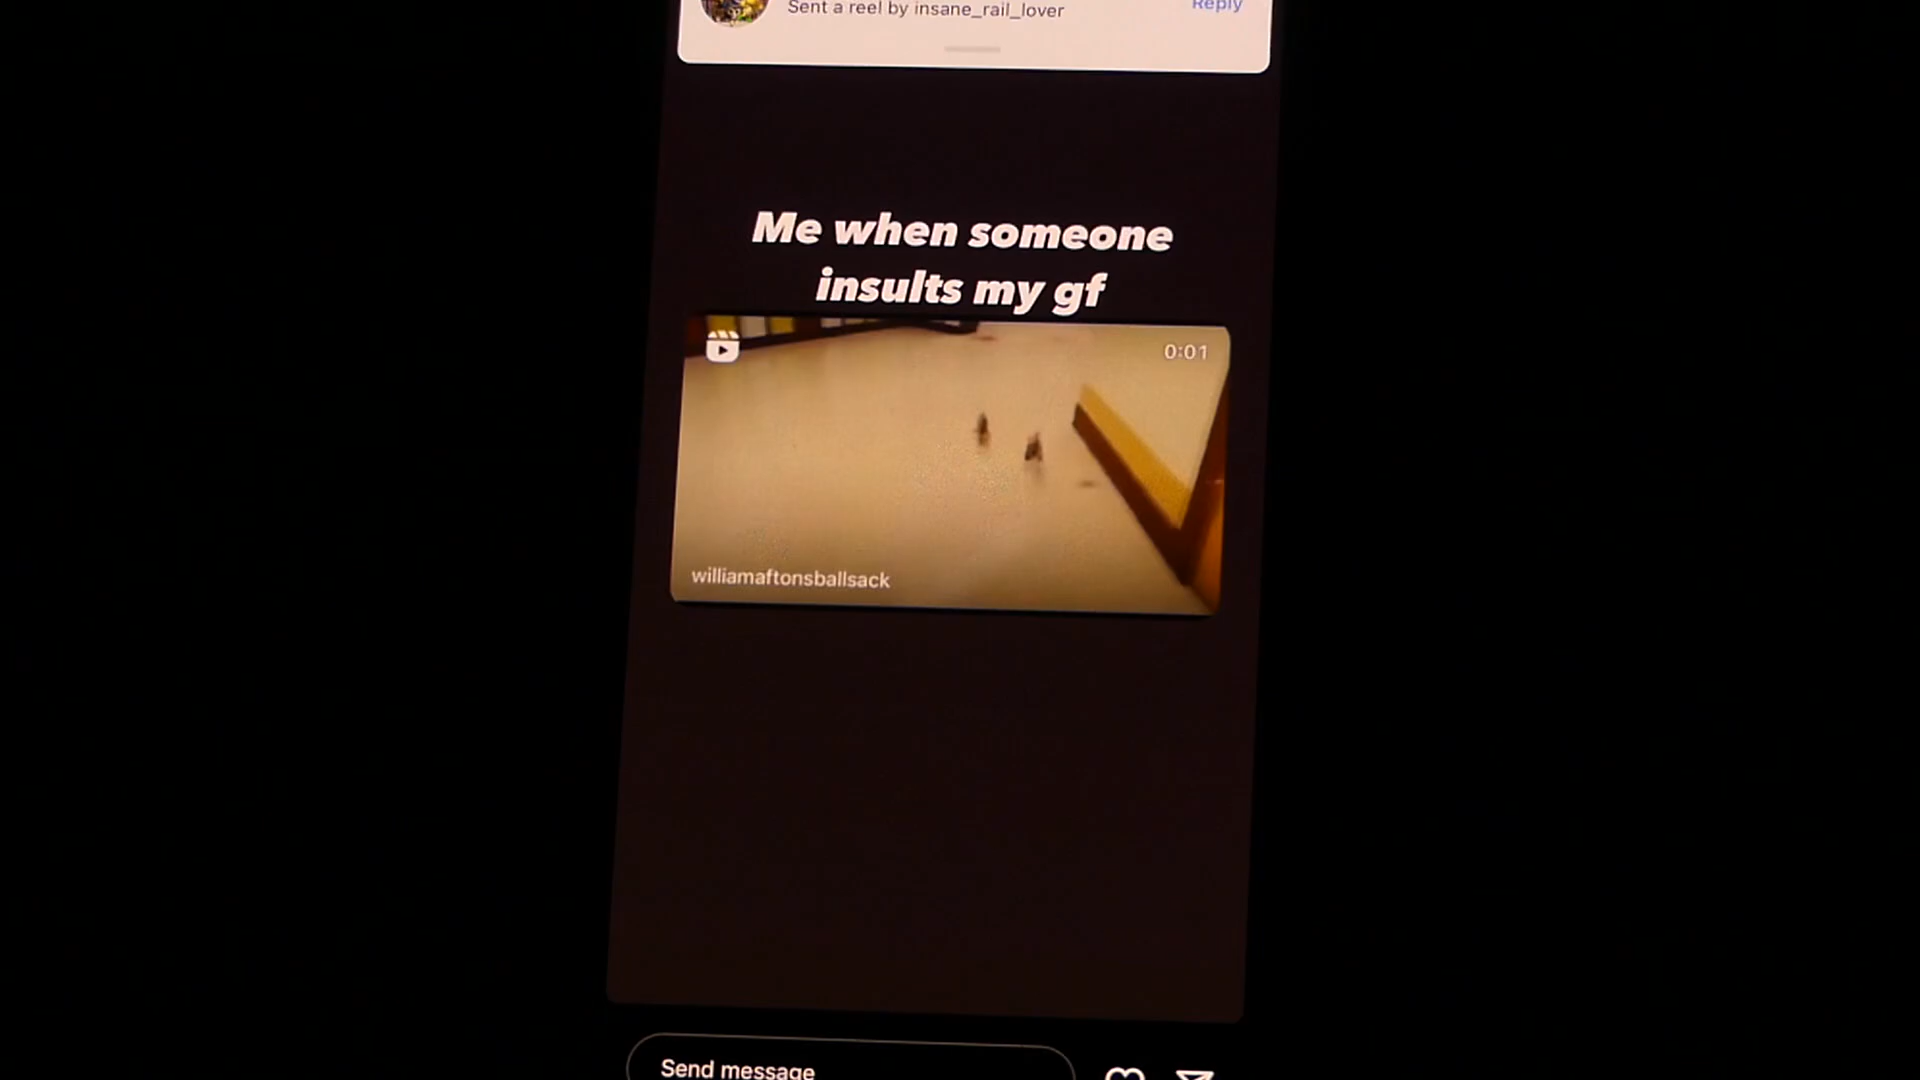 Sent a reel by insane_rail_lover
Reply
Me when someone
insults my gf
0:01
williamaftonsballsack
Send message